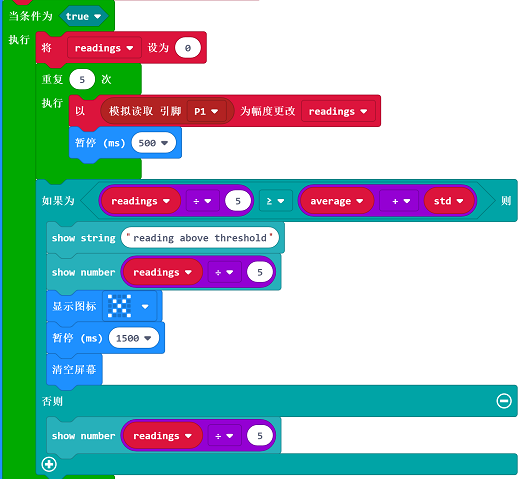 当条件为 true
执行
将 readings 设为 0
重复 5 次
执行
以 模拟读取 引脚 P1 为幅度更改 readings
暂停 (ms) 500
如果为 readings ÷ 5 ≥ average + std 则
show string "reading above threshold"
show number readings ÷ 5
显示图标
暂停 (ms) 1500
清空屏幕
否则
show number readings ÷ 5